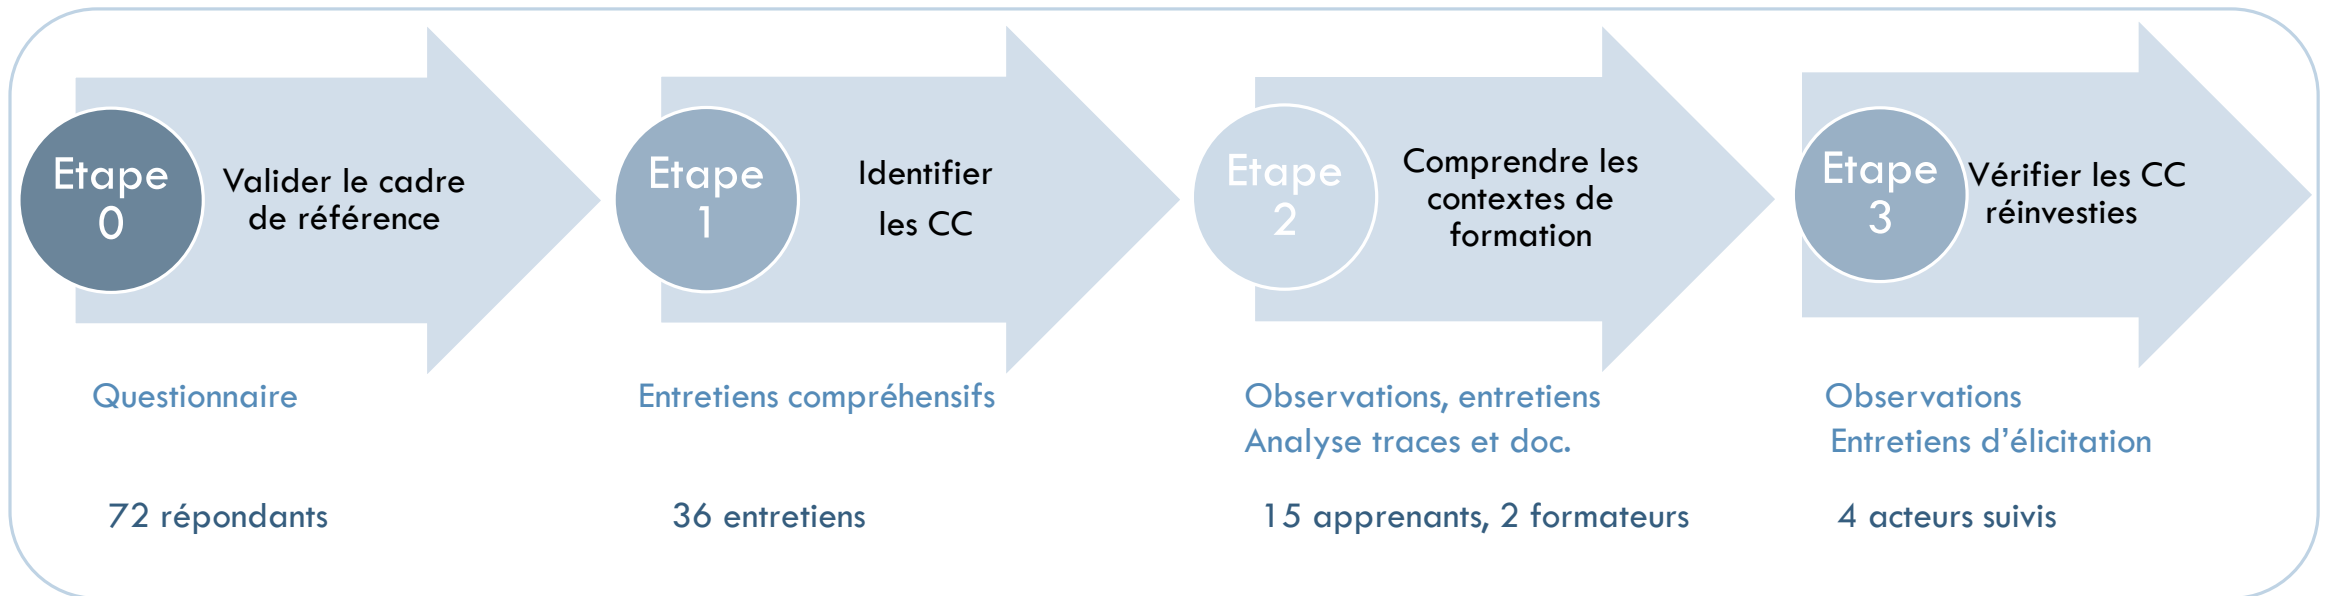 Etape
0
Valider le cadre
de référence
Questionnaire
72 répondants
Etape
1
Identifier
les CC
Entretiens compréhensifs
36 entretiens
Etape
2
Comprendre les
contextes de
formation
Observations, entretiens
Analyse traces et doc.
15 apprenants, 2 formateurs
Etape
3
Vérifier les CC
réinvesties
Observations
Entretiens d’élicitation
4 acteurs suivis